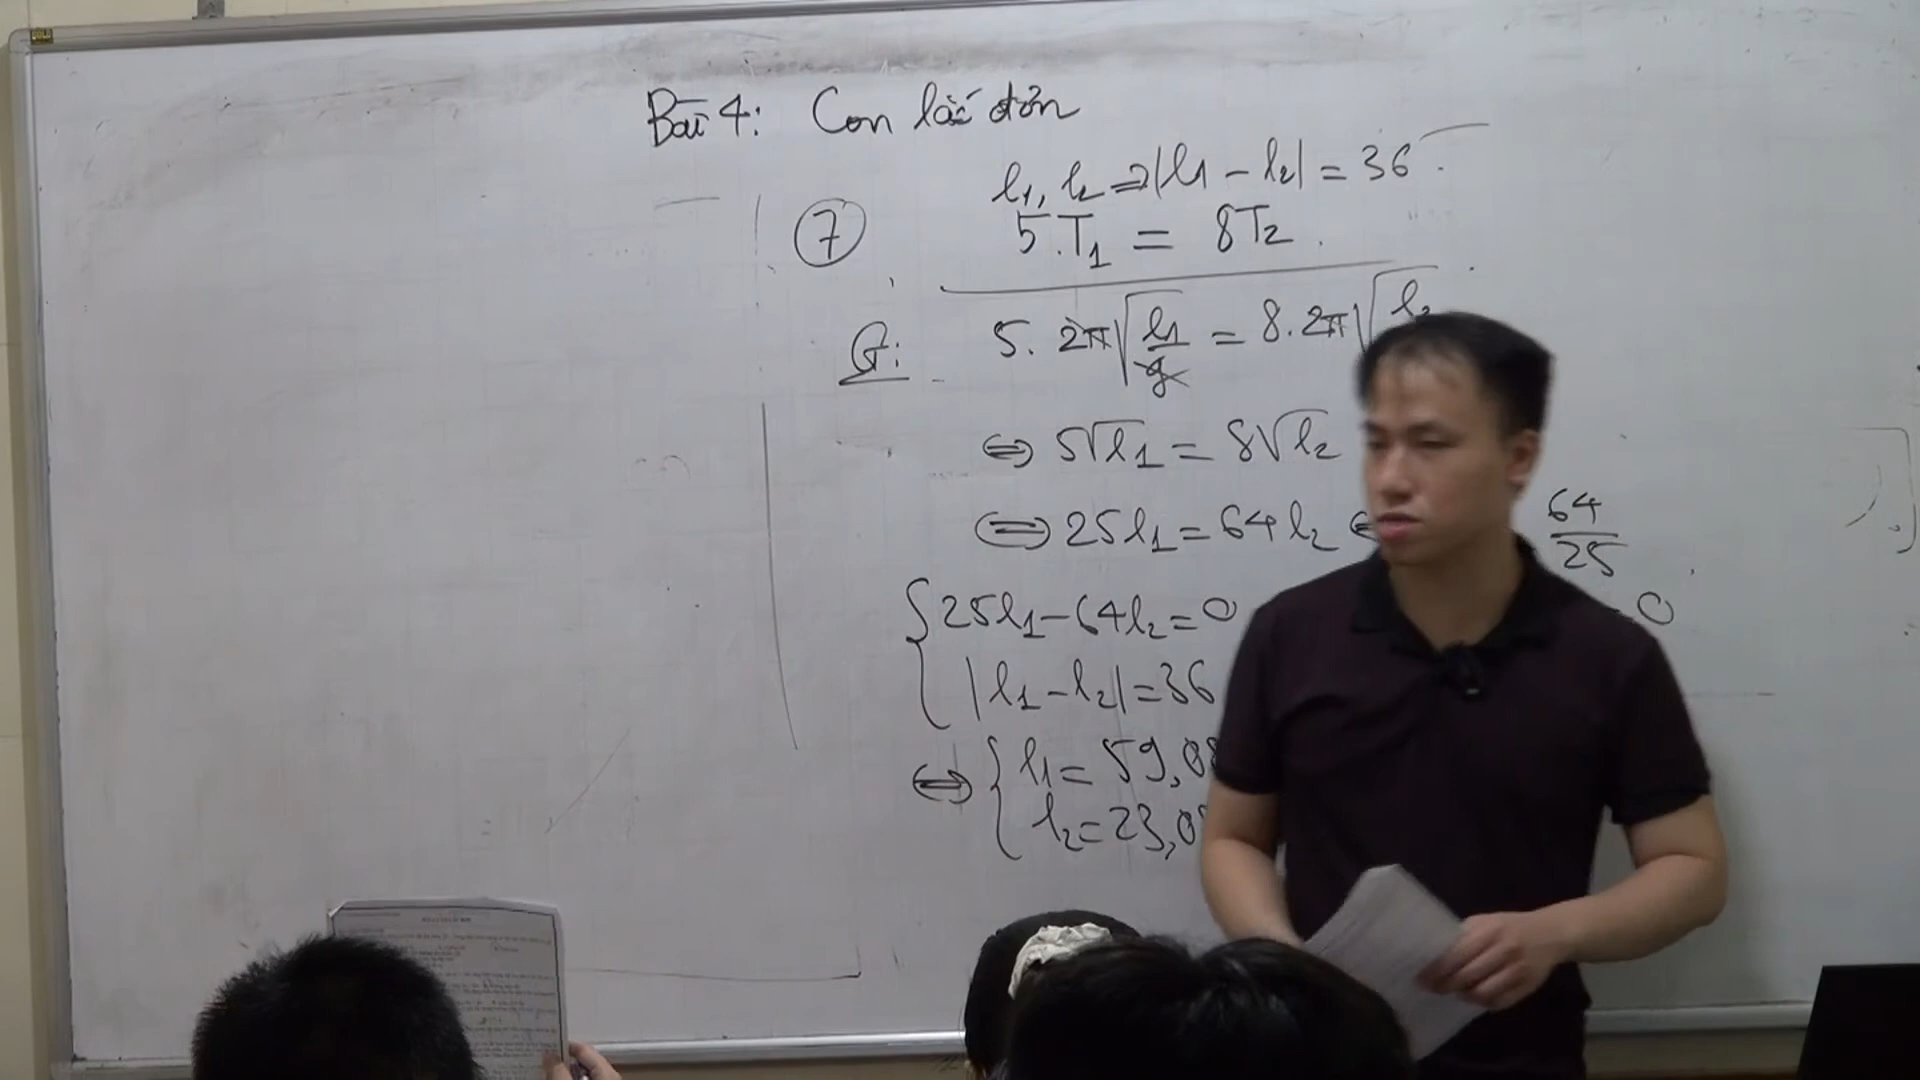 Bài 4: Con lắc đơn
l₁, l₂ ⇒ |l₁ - l₂| = 36
⑦ 5.T₁ = 8T₂.
G: 5. 2π√(l₁/g) = 8. 2π√l₂
⇔ 5√l₁ = 8√l₂
⇔ 25l₁ = 64l₂ 64/25
{ 25l₁ - 64l₂ = 0 = 0
|l₁ - l₂| = 36
⇔ { l₁ = 59,08
l₂ = 23,0